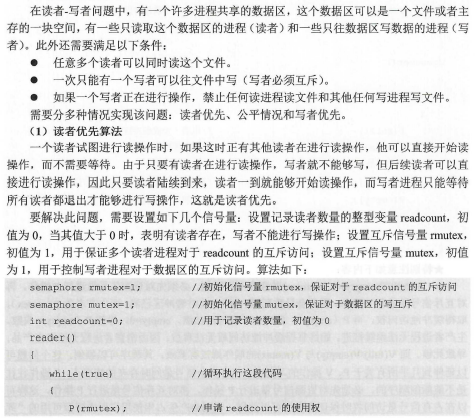 在读者-写者问题中，有一个许多进程共享的数据区，这个数据区可以是一个文件或者主
存的一块空间，有一些只读取这个数据区的进程（读者）和一些只往数据区写数据的进程（写
者）。此外还需要满足以下条件：
● 任意多个读者可以同时读这个文件。
● 一次只能有一个写者可以往文件中写（写者必须互斥）。
● 如果一个写者正在进行操作，禁止任何读进程读文件和其他任何写进程写文件。
需要分多种情况实现该问题：读者优先、公平情况和写者优先。
（1）读者优先算法
一个读者试图进行读操作时，如果这时正有其他读者在进行读操作，他可以直接开始读
操作，而不需要等待。由于只要有读者在进行读操作，写者就不能够写，但后续读者可以直
接进行读操作，因此只要读者陆续到来，读者一到就能够开始读操作，而写者进程只能等待
所有读者都退出才能够进行写操作，这就是读者优先。
要解决此问题，需要设置如下几个信号量：设置记录读者数量的整型变量 readcount，初
值为 0，当其值大于 0 时，表明有读者存在，写者不能进行写操作；设置互斥信号量 rmutex，
初值为 1，用于保证多个读者进程对于 readcount 的互斥访问；设置互斥信号量 mutex，初值
为 1，用于控制写者进程对于数据区的互斥访问。算法如下：
semaphore rmutex=1; //初始化信号量 rmutex，保证对于 readcount 的互斥访问
semaphore mutex=1; //初始化信号量 mutex，保证对于数据区的写互斥
int readcount=0; //用于记录读者数量，初值为 0
reader()
{
while(true) //循环执行这段代码
{
P(rmutex); //申请 readcount 的使用权